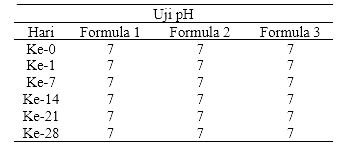 Uji pH
Hari Formula 1 Formula 2 Formula 3
Ke-0 7 7 7
Ke-1 7 7 7
Ke-7 7 7 7
Ke-14 7 7 7
Ke-21 7 7 7
Ke-28 7 7 7